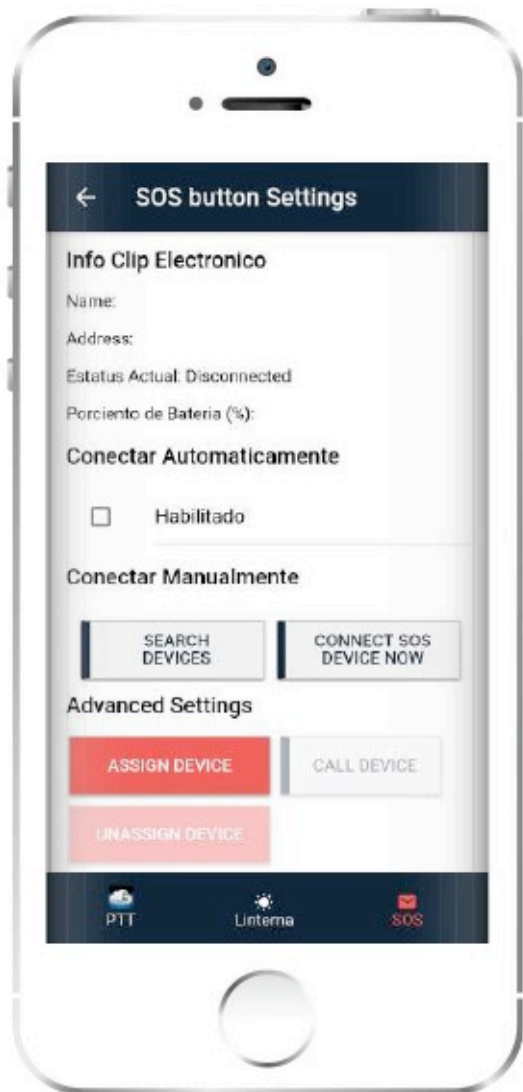 SOS button Settings
Info Clip Electronico
Name:
Address:
Estatus Actual: Disconnected
Porciento de Bateria (%):
Conectar Automaticamente
Habilitado
Conectar Manualmente
SEARCH
DEVICES
CONNECT SOS
DEVICE NOW
Advanced Settings
ASSIGN DEVICE
CALL DEVICE
UNASSIGN DEVICE
PTT
Linterna
SOS